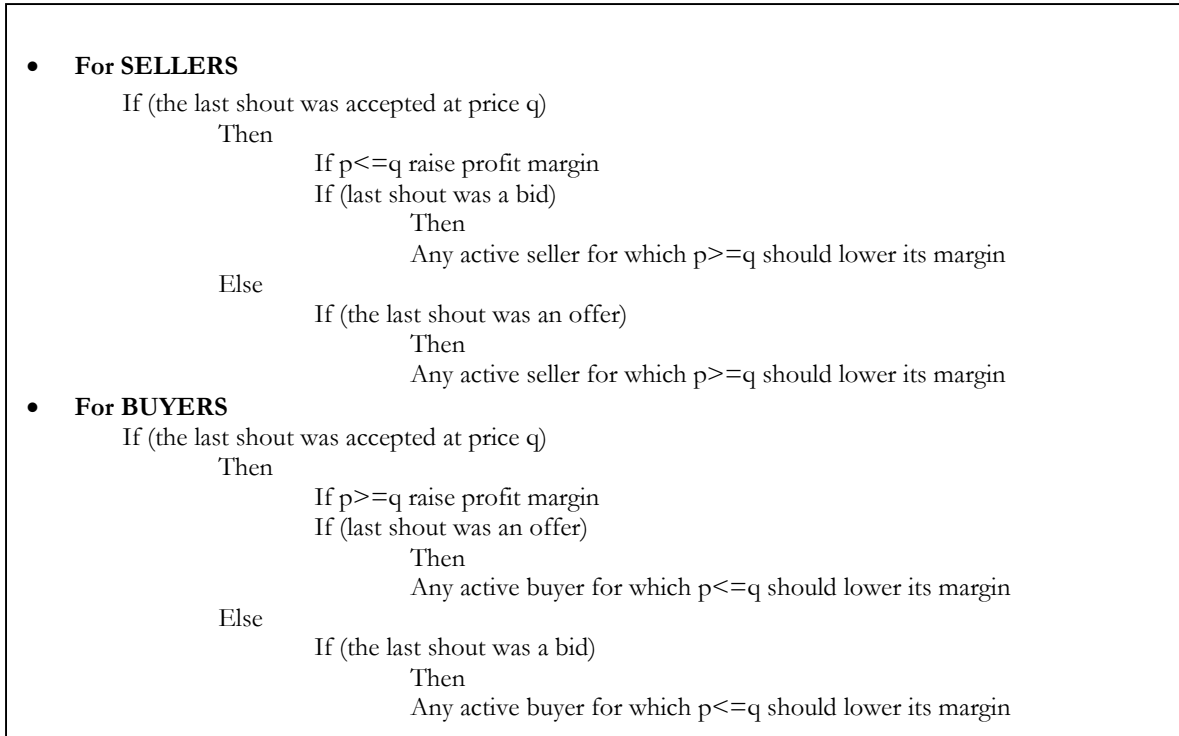 • For SELLERS
If (the last shout was accepted at price q)
Then
If p<=q raise profit margin
If (last shout was a bid)
Then
Any active seller for which p>=q should lower its margin
Else
If (the last shout was an offer)
Then
Any active seller for which p>=q should lower its margin
• For BUYERS
If (the last shout was accepted at price q)
Then
If p>=q raise profit margin
If (last shout was an offer)
Then
Any active buyer for which p<=q should lower its margin
Else
If (the last shout was a bid)
Then
Any active buyer for which p<=q should lower its margin